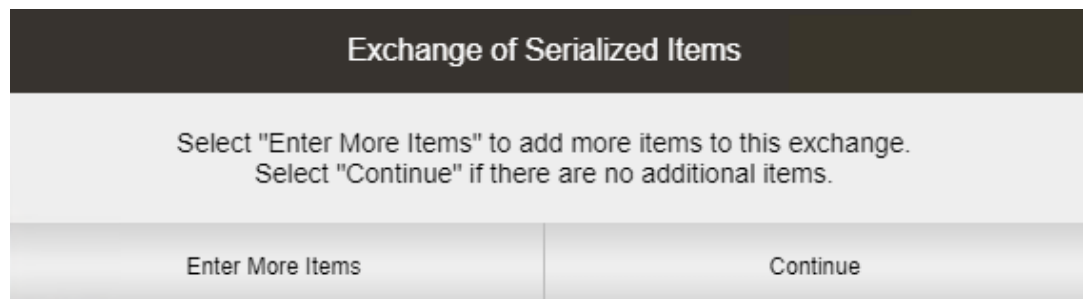 Exchange of Serialized Items
Select "Enter More Items" to add more items to this exchange.
Select "Continue" if there are no additional items.
Enter More Items
Continue